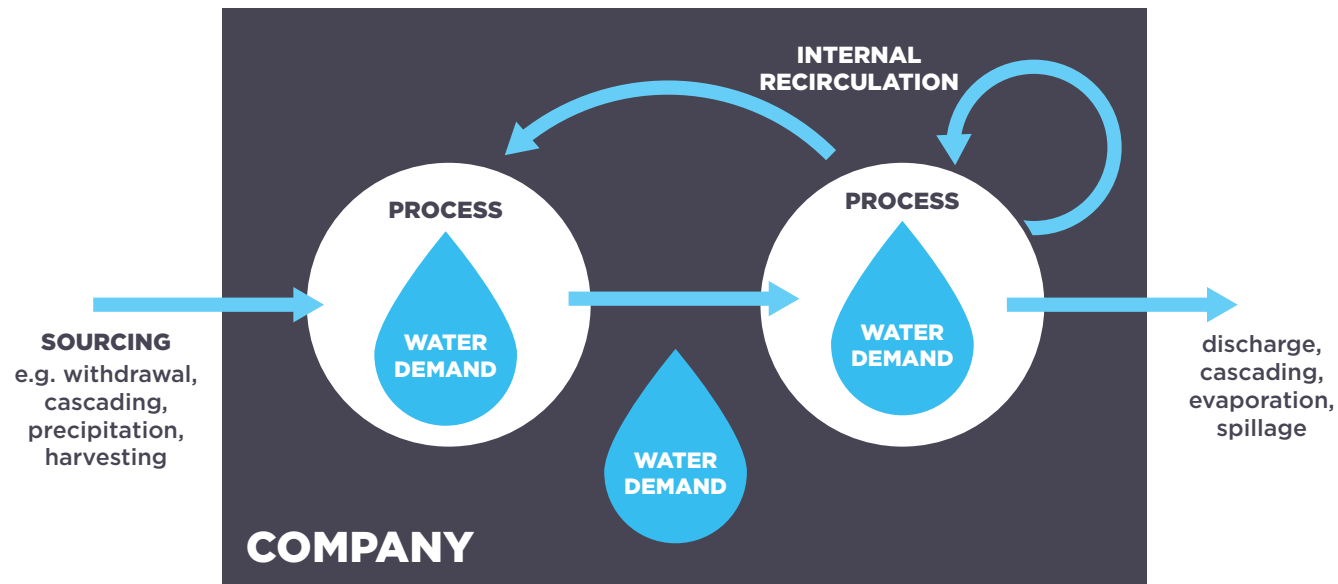 INTERNAL
RECIRCULATION
PROCESS
WATER
DEMAND
PROCESS
WATER
DEMAND
SOURCING
e.g. withdrawal,
cascading,
precipitation,
harvesting
WATER
DEMAND
discharge,
cascading,
evaporation,
spillage
COMPANY